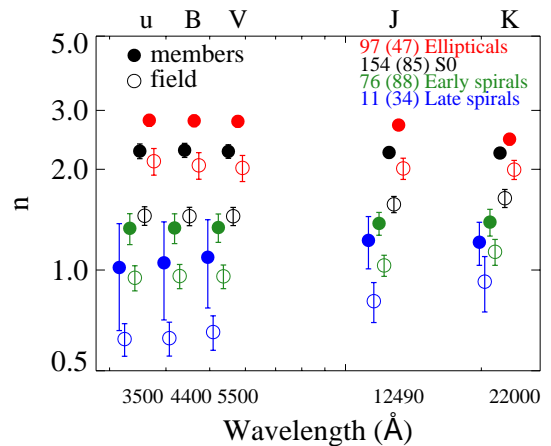 u B V J K
members
field
97 (47) Ellipticals
154 (85) S0
76 (88) Early spirals
11 (34) Late spirals
5.0
3.0
2.0
1.0
0.5
n
3500 4400 5500 12490 22000
Wavelength (Å)